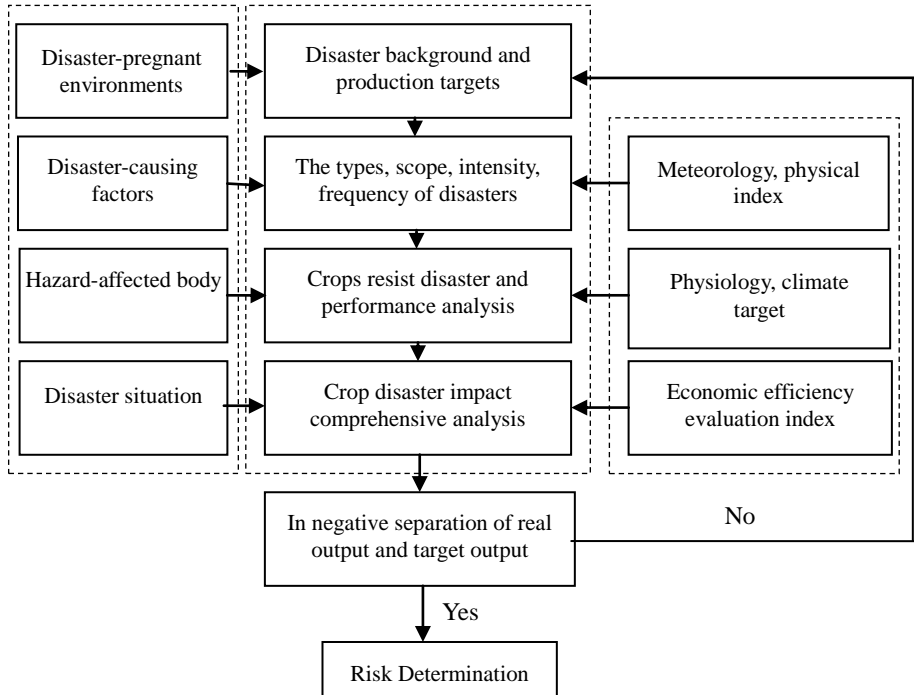 Disaster-pregnant
environments
Disaster background and
production targets
Disaster-causing
factors
The types, scope, intensity,
frequency of disasters
Meteorology, physical
index
Hazard-affected body
Crops resist disaster and
performance analysis
Physiology, climate
target
Disaster situation
Crop disaster impact
comprehensive analysis
Economic efficiency
evaluation index
In negative separation of real
output and target output
No
Yes
Risk Determination